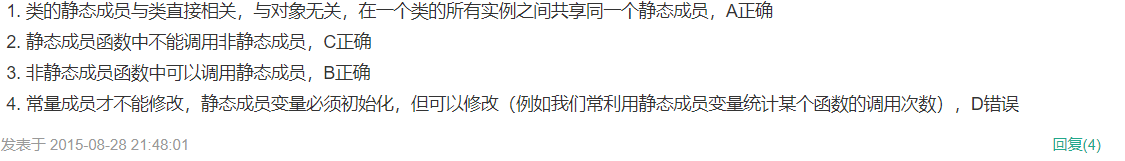 1. 类的静态成员与类直接相关，与对象无关，在一个类的所有实例之间共享同一个静态成员，A正确
2. 静态成员函数中不能调用非静态成员，C正确
3. 非静态成员函数中可以调用静态成员，B正确
4. 常量成员才不能修改，静态成员变量必须初始化，但可以修改（例如我们常利用静态成员变量统计某个函数的调用次数），D错误
发表于 2015-08-28 21:48:01 回复(4)